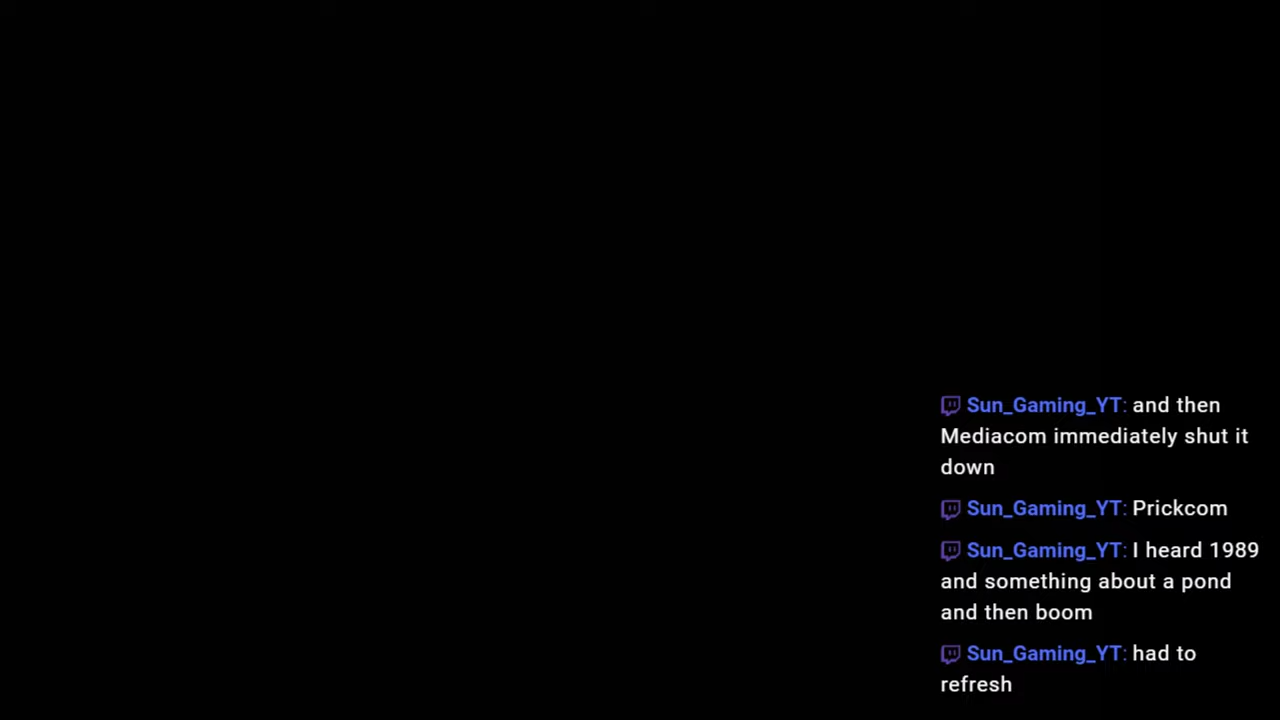 Sun_Gaming_YT: and then
Mediacom immediately shut it
down
Sun_Gaming_YT: Prickcom
Sun_Gaming_YT: I heard 1989
and something about a pond
and then boom
Sun_Gaming_YT: had to
refresh